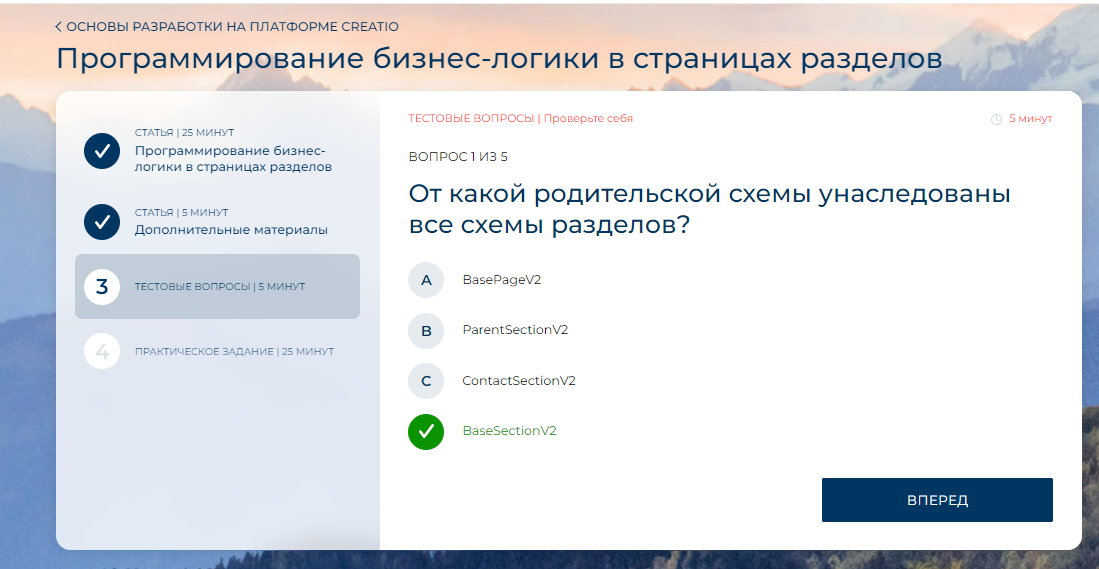 ОСНОВЫ РАЗРАБОТКИ НА ПЛАТФОРМЕ CREATIO
Программирование бизнес-логики в страницах разделов
СТАТЬЯ | 25 МИНУТ
Программирование бизнес-
логики в страницах разделов
СТАТЬЯ | 5 МИНУТ
Дополнительные материалы
3
ТЕСТОВЫЕ ВОПРОСЫ | 5 МИНУТ
4
ПРАКТИЧЕСКОЕ ЗАДАНИЕ | 25 МИНУТ
ТЕСТОВЫЕ ВОПРОСЫ | Проверьте себя
5 минут
ВОПРОС 1 ИЗ 5
От какой родительской схемы унаследованы
все схемы разделов?
A BasePageV2
B ParentSectionV2
C ContactSectionV2
BaseSectionV2
ВПЕРЕД